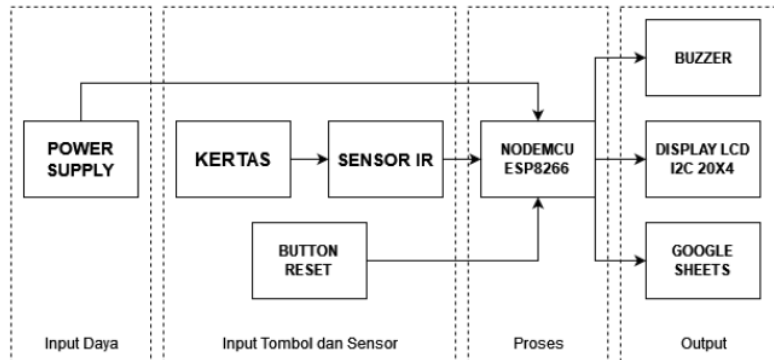 BUZZER
POWER
SUPPLY
KERTAS
SENSOR IR
NODEMCU
ESP8266
DISPLAY LCD
I2C 20X4
BUTTON
RESET
GOOGLE
SHEETS
Input Daya
Input Tombol dan Sensor
Proses
Output